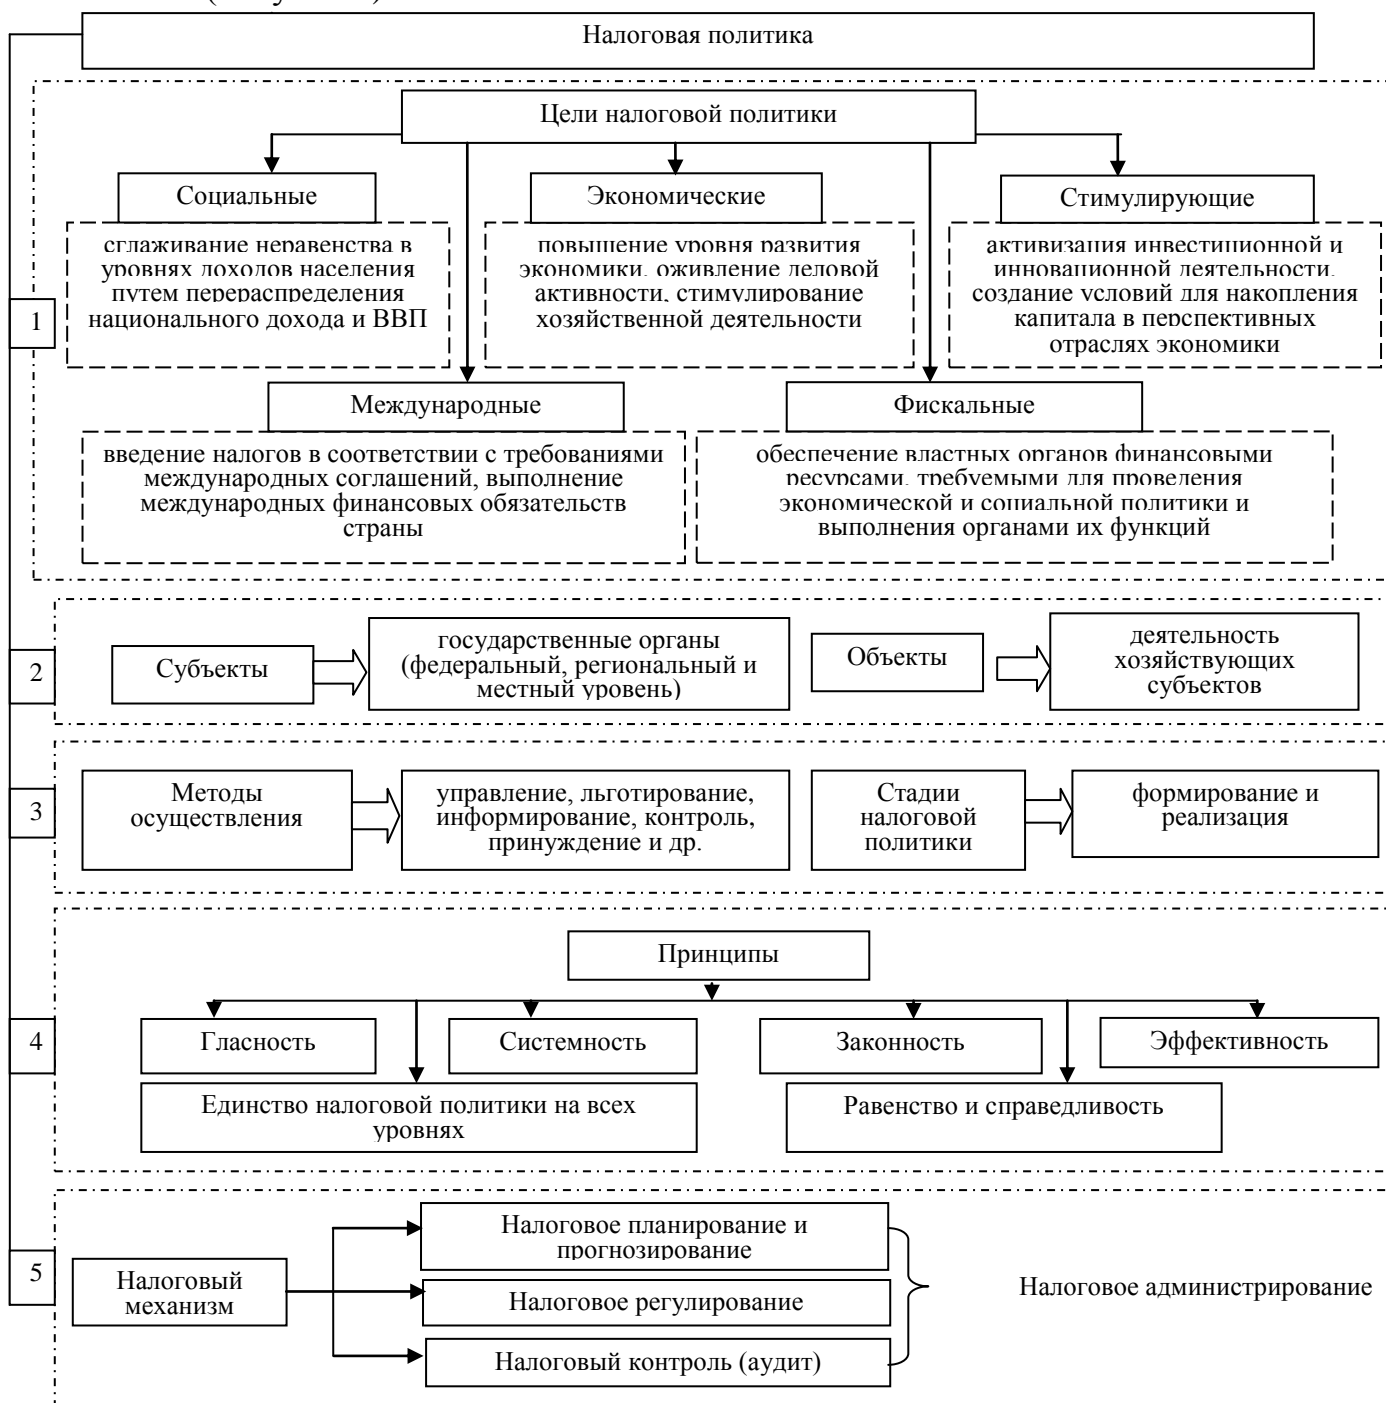 Налоговая политика
Цели налоговой политики
Социальные
Экономические
Стимулирующие
сглаживание неравенства в
уровнях доходов населения
путем перераспределения
национального дохода и ВВП
повышение уровня развития
экономики, оживление деловой
активности, стимулирование
хозяйственной деятельности
активизация инвестиционной и
инновационной деятельности,
создание условий для накопления
капитала в перспективных
отраслях экономики
1
Международные
Фискальные
введение налогов в соответствии с требованиями
международных соглашений, выполнение
международных финансовых обязательств
страны
обеспечение властных органов финансовыми
ресурсами, требуемыми для проведения
экономической и социальной политики и
выполнения органами их функций
2
Субъекты
государственные органы
(федеральный, региональный и
местный уровень)
Объекты
деятельность
хозяйствующих
субъектов
3
Методы
осуществления
управление, льготирование,
информирование, контроль,
принуждение и др.
Стадии
налоговой
политики
формирование и
реализация
Принципы
4
Гласность
Системность
Законность
Эффективность
Единство налоговой политики на всех
уровнях
Равенство и справедливость
5
Налоговый
механизм
Налоговое планирование и
прогнозирование
Налоговое регулирование
Налоговый контроль (аудит)
Налоговое администрирование